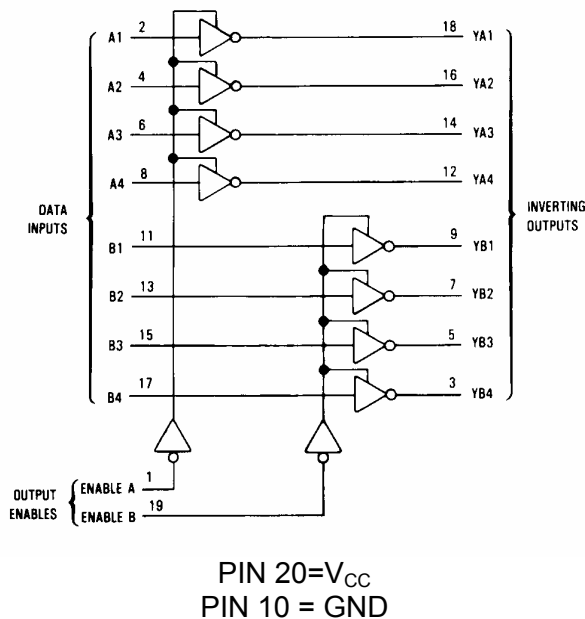 A1 2 18 YA1
A2 4 16 YA2
A3 6 14 YA3
A4 8 12 YA4
DATA
INPUTS
INVERTING
OUTPUTS
B1 11 9 YB1
B2 13 7 YB2
B3 15 5 YB3
B4 17 3 YB4
OUTPUT
ENABLES
ENABLE A 1
ENABLE B 19
PIN 20=VCC
PIN 10 = GND